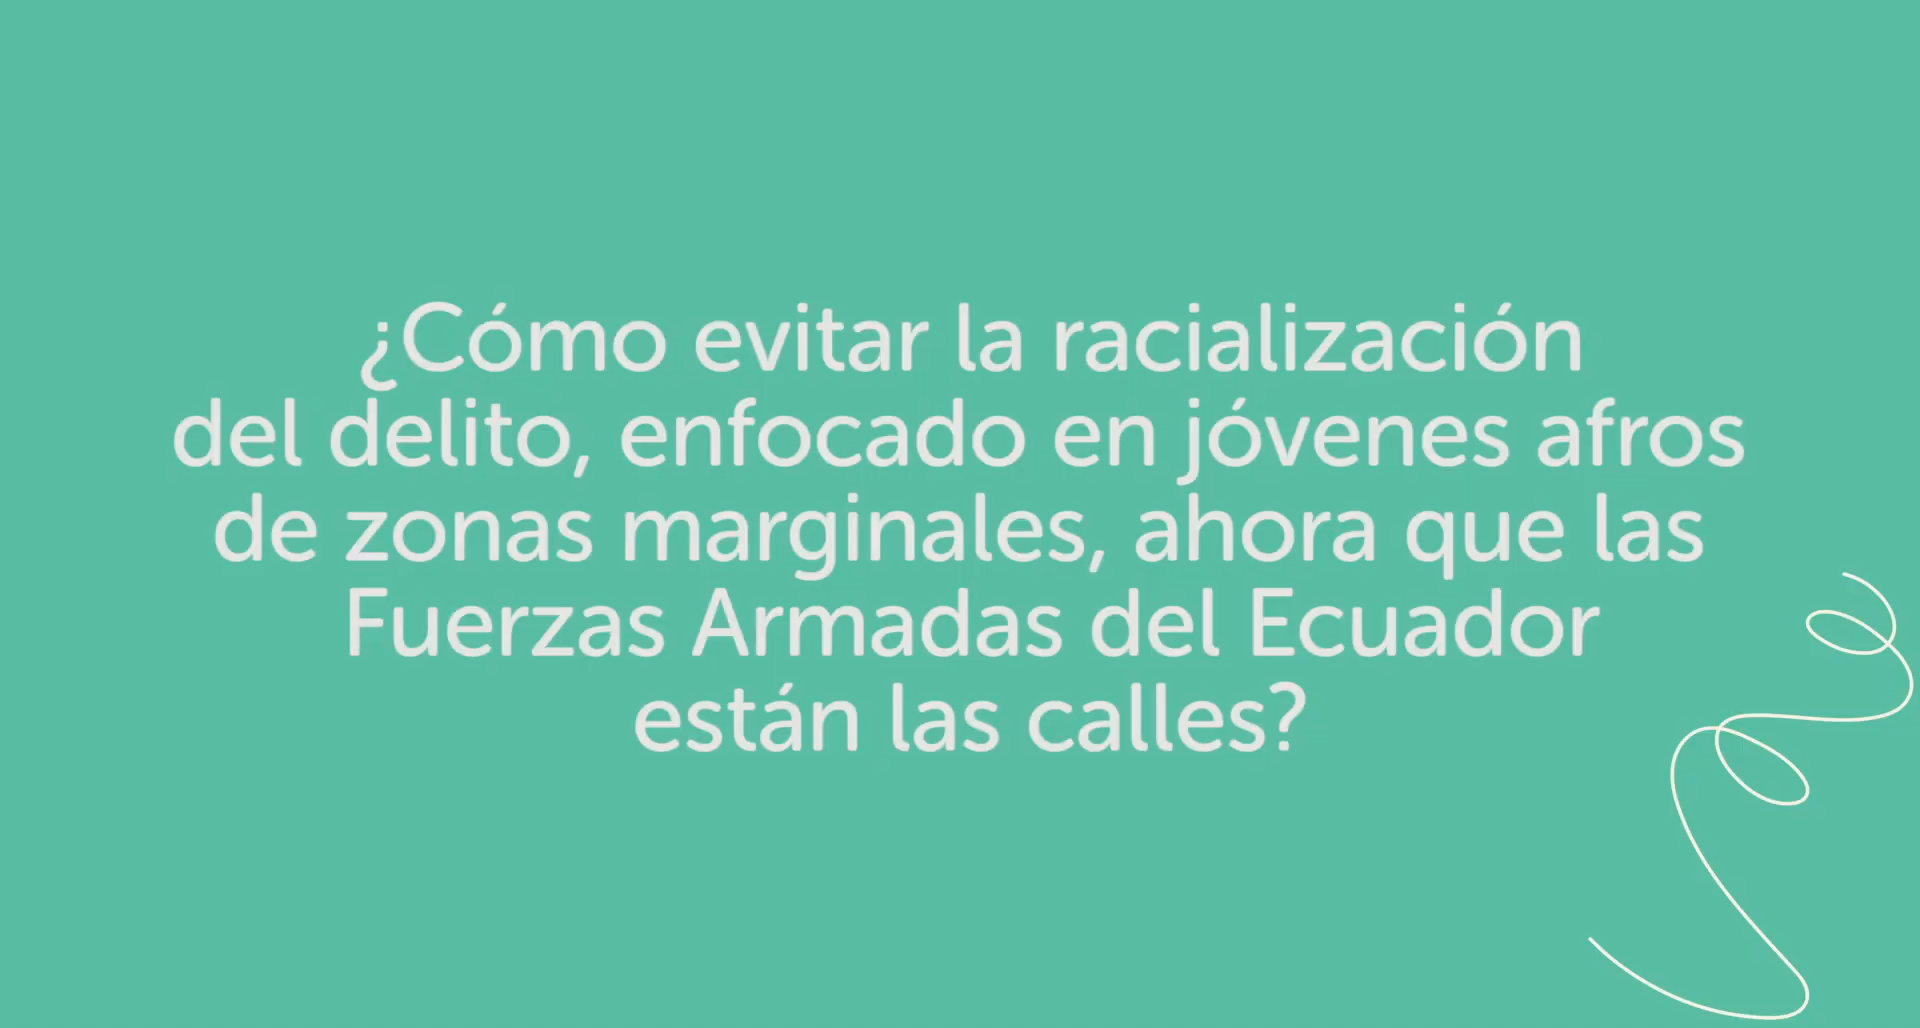 ¿Cómo evitar la racialización
del delito, enfocado en jóvenes afros
de zonas marginales, ahora que las
Fuerzas Armadas del Ecuador
están las calles?